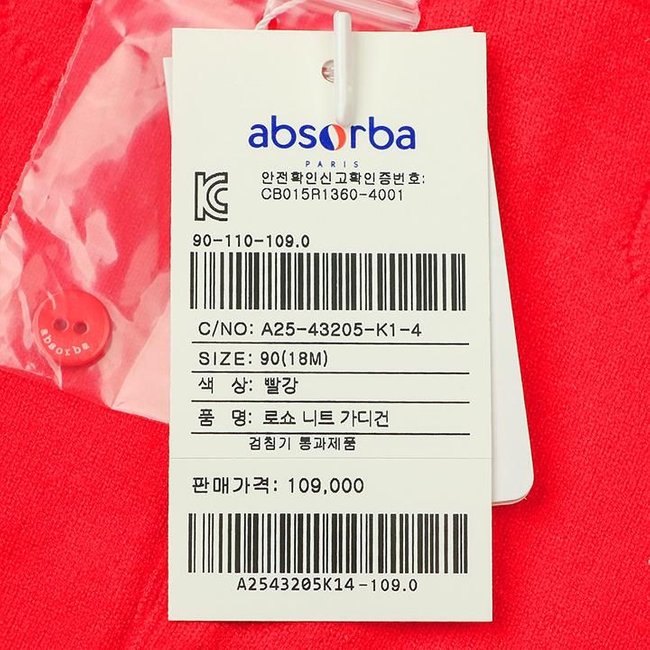 absorba
PARIS
안전확인신고확인증번호:
CB015R1360-4001
90-110-109.0
C/NO: A25-43205-K1-4
SIZE: 90(18M)
색 상: 빨강
품 명: 로쇼 니트 가디건
검침기 통과제품
판매가격: 109,000
A2543205K14-109.0
absorba